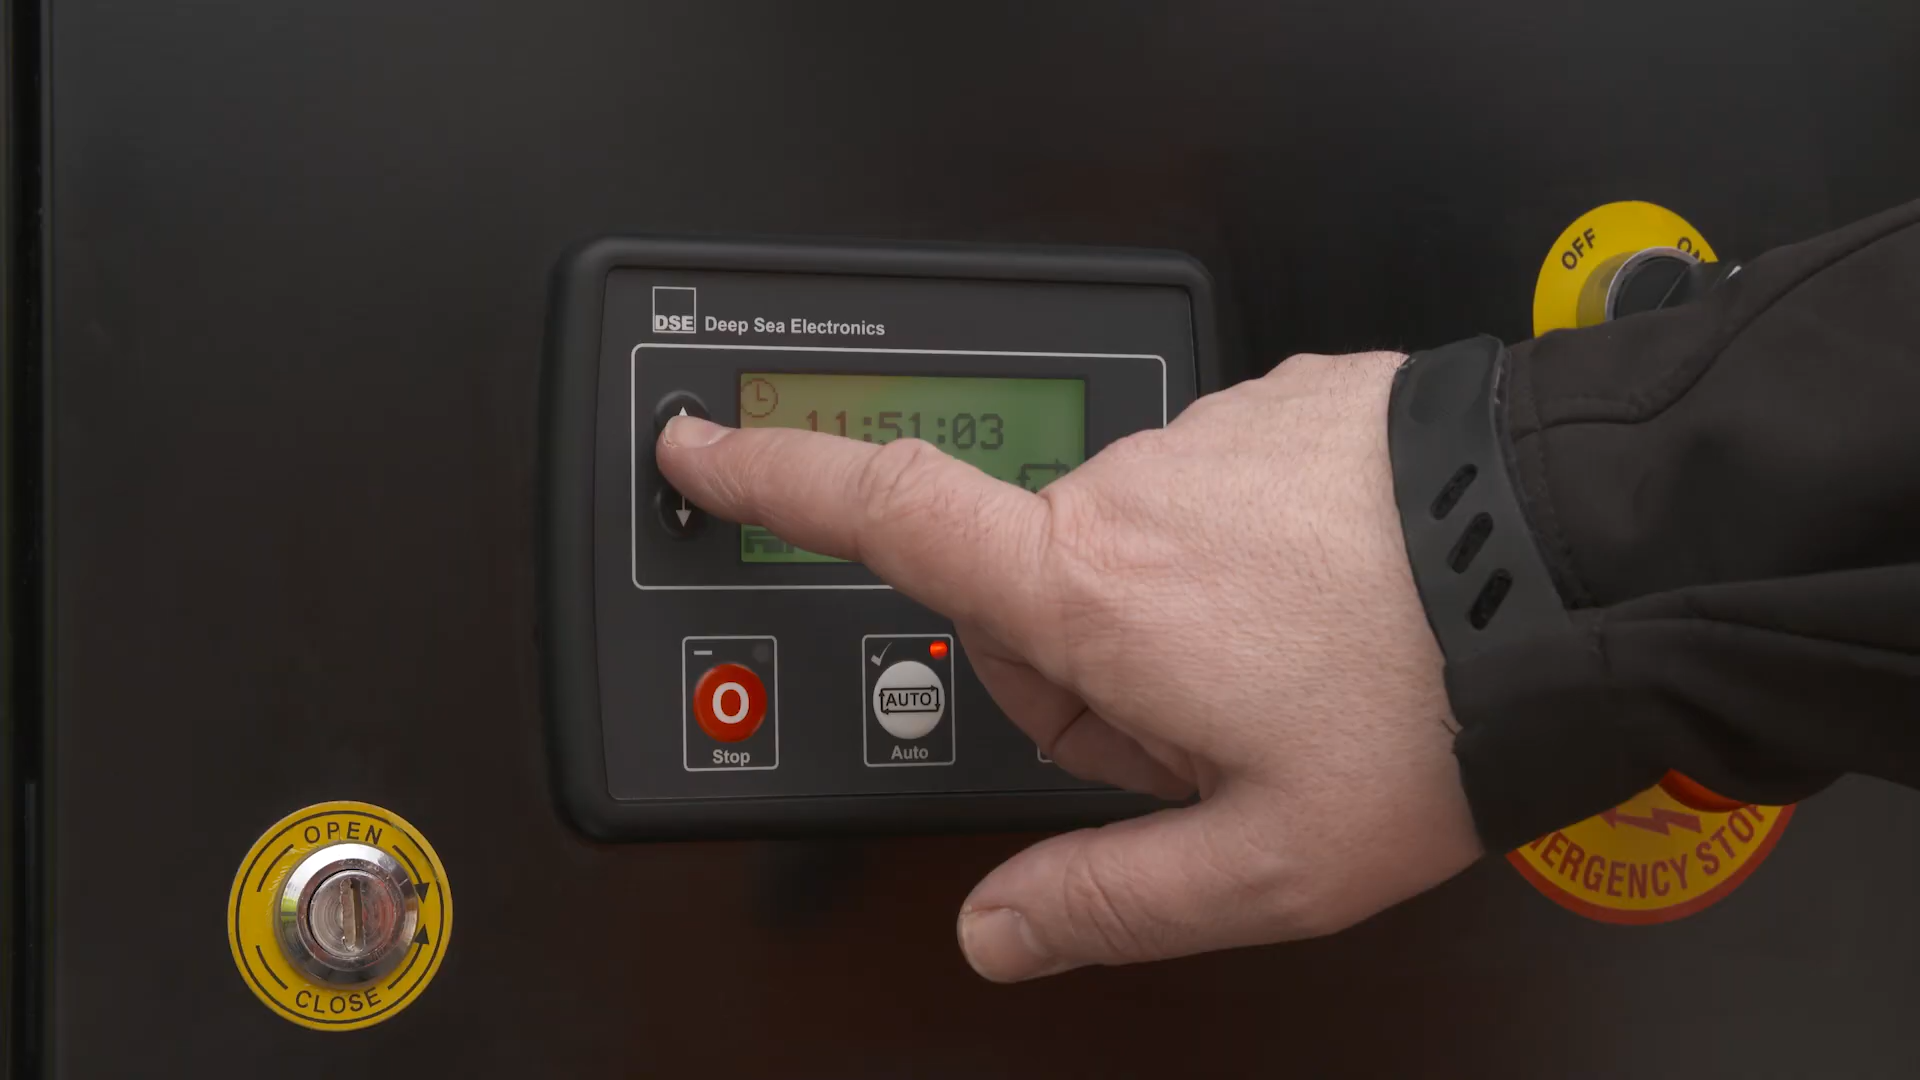 OFF
ON
DSE Deep Sea Electronics
11:51:03
O
AUTO
Stop
Auto
OPEN
CLOSE
EMERGENCY STOP